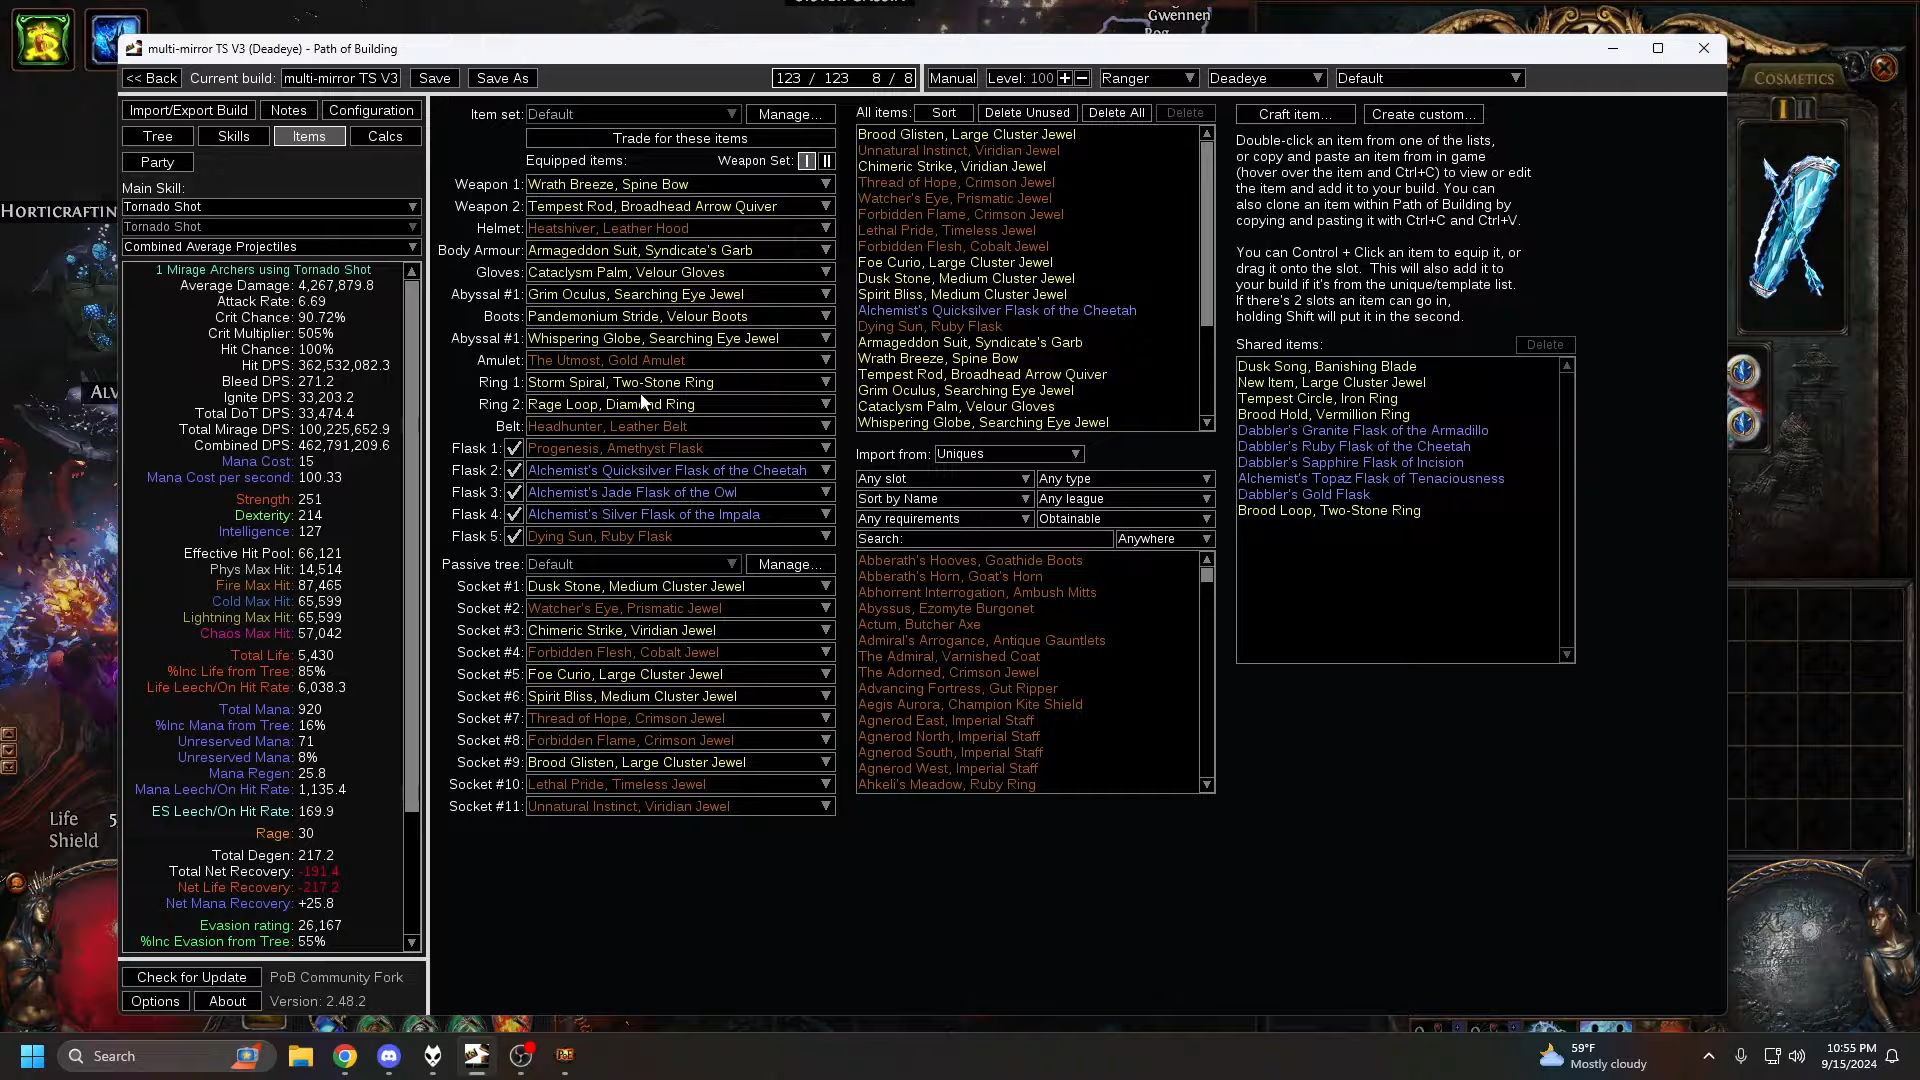 Gwennen
multi-mirror TS V3 (Deadeye) - Path of Building
<< Back
Current build:
multi-mirror TS V3
Save
Save As
123 / 123 8 / 8
Manual
Level: 100
Ranger
Deadeye
Default
COSMETICS
I II
Import/Export Build
Notes
Configuration
Tree
Skills
Items
Calcs
Party
Main Skill:
Tornado Shot
Tornado Shot
Combined Average Projectiles
1 Mirage Archers using Tornado Shot
Average Damage: 4,267,879.8
Attack Rate: 6.69
Crit Chance: 90.72%
Crit Multiplier: 505%
Hit Chance: 100%
Hit DPS: 362,532,082.3
Bleed DPS: 271.2
Ignite DPS: 33,203.2
Total DoT DPS: 33,474.4
Total Mirage DPS: 100,225,652.9
Combined DPS: 462,791,209.6
Mana Cost: 15
Mana Cost per second: 100.33
Strength: 251
Dexterity: 214
Intelligence: 127
Effective Hit Pool: 66,121
Phys Max Hit: 14,514
Fire Max Hit: 87,465
Cold Max Hit: 65,599
Lightning Max Hit: 65,599
Chaos Max Hit: 57,042
Total Life: 5,430
%Inc Life from Tree: 85%
Life Leech/On Hit Rate: 6,038.3
Total Mana: 920
%Inc Mana from Tree: 16%
Unreserved Mana: 71
Unreserved Mana: 8%
Mana Regen: 25.8
Mana Leech/On Hit Rate: 1,135.4
ES Leech/On Hit Rate: 169.9
Rage: 30
Total Degen: 217.2
Total Net Recovery: -191.4
Net Life Recovery: -217.2
Net Mana Recovery: +25.8
Evasion rating: 26,167
%Inc Evasion from Tree: 55%
Check for Update
PoB Community Fork
Options
About
Version: 2.48.2
Item set: Default
Manage...
Trade for these items
Equipped items:
Weapon Set: I II
Weapon 1: Wrath Breeze, Spine Bow
Weapon 2: Tempest Rod, Broadhead Arrow Quiver
Helmet: Heatshiver, Leather Hood
Body Armour: Armageddon Suit, Syndicate's Garb
Gloves: Cataclysm Palm, Velour Gloves
Abyssal #1: Grim Oculus, Searching Eye Jewel
Boots: Pandemonium Stride, Velour Boots
Abyssal #1: Whispering Globe, Searching Eye Jewel
Amulet: The Utmost, Gold Amulet
Ring 1: Storm Spiral, Two-Stone Ring
Ring 2: Rage Loop, Diamond Ring
Belt: Headhunter, Leather Belt
Flask 1: Progenesis, Amethyst Flask
Flask 2: Alchemist's Quicksilver Flask of the Cheetah
Flask 3: Alchemist's Jade Flask of the Owl
Flask 4: Alchemist's Silver Flask of the Impala
Flask 5: Dying Sun, Ruby Flask
Passive tree: Default
Manage...
Socket #1: Dusk Stone, Medium Cluster Jewel
Socket #2: Watcher's Eye, Prismatic Jewel
Socket #3: Chimeric Strike, Viridian Jewel
Socket #4: Forbidden Flesh, Cobalt Jewel
Socket #5: Foe Curio, Large Cluster Jewel
Socket #6: Spirit Bliss, Medium Cluster Jewel
Socket #7: Thread of Hope, Crimson Jewel
Socket #8: Forbidden Flame, Crimson Jewel
Socket #9: Brood Glisten, Large Cluster Jewel
Socket #10: Lethal Pride, Timeless Jewel
Socket #11: Unnatural Instinct, Viridian Jewel
All items:
Sort
Delete Unused
Delete All
Delete
Brood Glisten, Large Cluster Jewel
Unnatural Instinct, Viridian Jewel
Chimeric Strike, Viridian Jewel
Thread of Hope, Crimson Jewel
Watcher's Eye, Prismatic Jewel
Forbidden Flame, Crimson Jewel
Lethal Pride, Timeless Jewel
Forbidden Flesh, Cobalt Jewel
Foe Curio, Large Cluster Jewel
Dusk Stone, Medium Cluster Jewel
Spirit Bliss, Medium Cluster Jewel
Alchemist's Quicksilver Flask of the Cheetah
Dying Sun, Ruby Flask
Armageddon Suit, Syndicate's Garb
Wrath Breeze, Spine Bow
Tempest Rod, Broadhead Arrow Quiver
Grim Oculus, Searching Eye Jewel
Cataclysm Palm, Velour Gloves
Whispering Globe, Searching Eye Jewel
Import from: Uniques
Any slot
Any type
Sort by Name
Any league
Any requirements
Obtainable
Search:
Anywhere
Abberath's Hooves, Goathide Boots
Abberath's Horn, Goat's Horn
Abhorrent Interrogation, Ambush Mitts
Abyssus, Ezomyte Burgonet
Actum, Butcher Axe
Admiral's Arrogance, Antique Gauntlets
The Admiral, Varnished Coat
The Adorned, Crimson Jewel
Advancing Fortress, Gut Ripper
Aegis Aurora, Champion Kite Shield
Agnerod East, Imperial Staff
Agnerod North, Imperial Staff
Agnerod South, Imperial Staff
Agnerod West, Imperial Staff
Ahkeli's Meadow, Ruby Ring
Craft item...
Create custom...
Double-click an item from one of the lists,
or copy and paste an item from in game
(hover over the item and Ctrl+C) to view or edit
the item and add it to your build. You can
also clone an item within Path of Building by
copying and pasting it with Ctrl+C and Ctrl+V.
You can Control + Click an item to equip it, or
drag it onto the slot. This will also add it to
your build if it's from the unique/template list.
If there's 2 slots an item can go in,
holding Shift will put it in the second.
Shared items:
Delete
Dusk Song, Banishing Blade
New Item, Large Cluster Jewel
Tempest Circle, Iron Ring
Brood Hold, Vermillion Ring
Dabbler's Granite Flask of the Armadillo
Dabbler's Ruby Flask of the Cheetah
Dabbler's Sapphire Flask of Incision
Alchemist's Topaz Flask of Tenaciousness
Dabbler's Gold Flask
Brood Loop, Two-Stone Ring
HORTICRAFTIN
ALV
Life
5
Shield
Search
59°F
Mostly cloudy
10:55 PM
9/15/2024